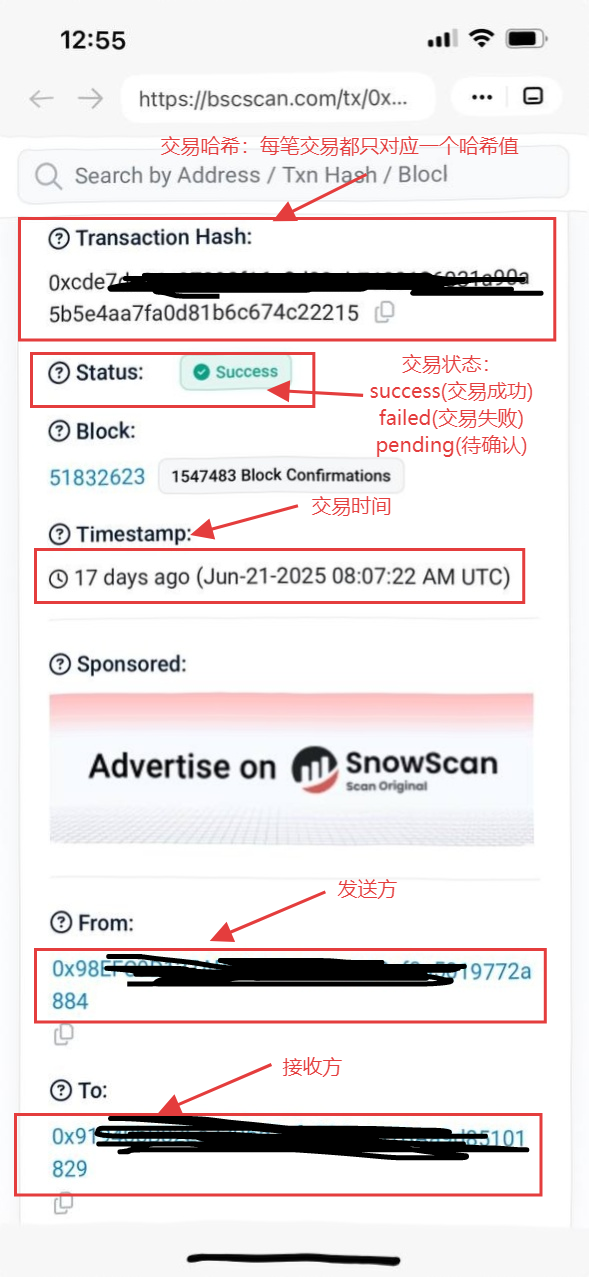 12:55
https://bscscan.com/tx/0x...
交易哈希：每笔交易都只对应一个哈希值
Search by Address / Txn Hash / Blocl
Transaction Hash:
0xcde7
5b5e4aa7fa0d81b6c674c22215
Status:
Success
交易状态：
success(交易成功)
failed(交易失败)
pending(待确认)
Block:
51832623
1547483 Block Confirmations
交易时间
Timestamp:
17 days ago (Jun-21-2025 08:07:22 AM UTC)
Sponsored:
Advertise on SnowScan
Scan Original
发送方
From:
0x98EF 19772a
884
接收方
To:
0x91 85101
829